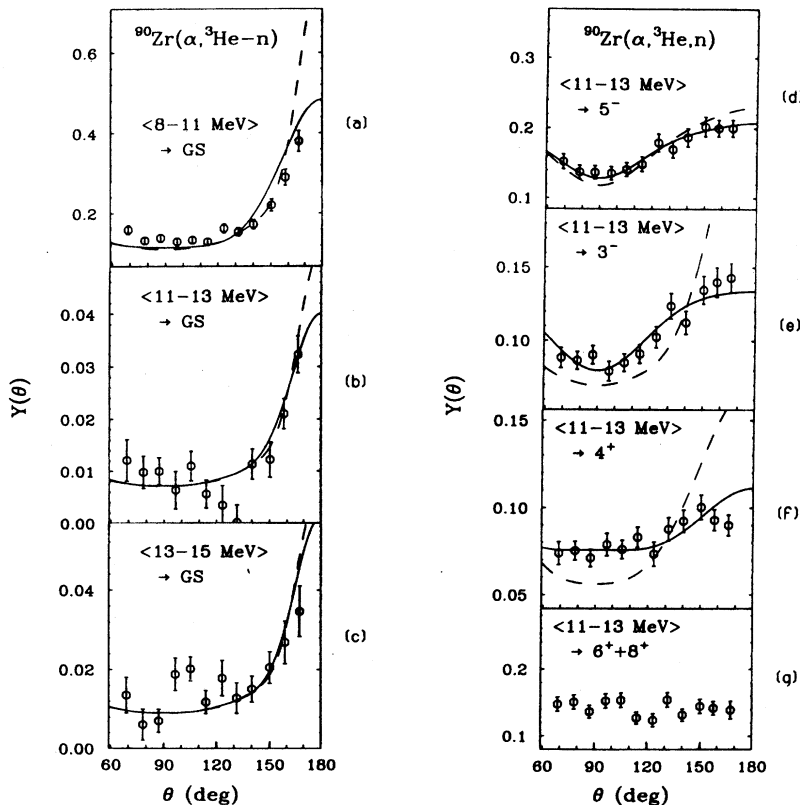 ⁹⁰Zr(α,³He−n)
<8−11 MeV>
→ GS
0.6
0.4
0.2
(a)
<11−13 MeV>
→ GS
0.04
0.03
0.02
0.01
0.00
(b)
<13−15 MeV>
→ GS
0.04
0.02
0.00
(c)
Y(θ)
60
90
120
150
180
θ (deg)
⁹⁰Zr(α,³He,n)
<11−13 MeV>
→ 5⁻
0.3
0.2
0.1
(d)
<11−13 MeV>
→ 3⁻
0.15
0.10
(e)
<11−13 MeV>
→ 4⁺
0.15
0.10
0.05
(f)
<11−13 MeV>
→ 6⁺+8⁺
0.2
0.1
(g)
Y(θ)
60
90
120
150
180
θ (deg)